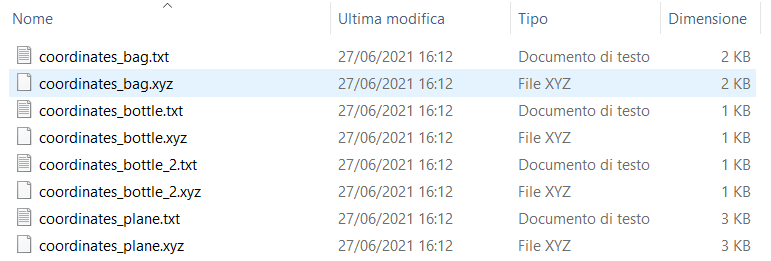 Nome Ultima modifica Tipo Dimensione
coordinates_bag.txt 27/06/2021 16:12 Documento di testo 2 KB
coordinates_bag.xyz 27/06/2021 16:12 File XYZ 2 KB
coordinates_bottle.txt 27/06/2021 16:12 Documento di testo 1 KB
coordinates_bottle.xyz 27/06/2021 16:12 File XYZ 1 KB
coordinates_bottle_2.txt 27/06/2021 16:12 Documento di testo 1 KB
coordinates_bottle_2.xyz 27/06/2021 16:12 File XYZ 1 KB
coordinates_plane.txt 27/06/2021 16:12 Documento di testo 3 KB
coordinates_plane.xyz 27/06/2021 16:12 File XYZ 3 KB